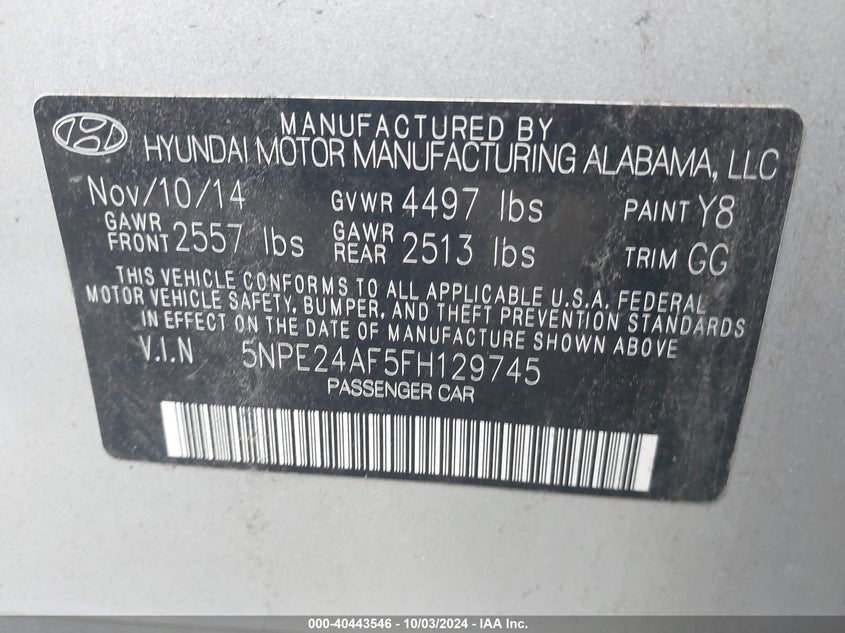 MANUFACTURED BY
HYUNDAI MOTOR MANUFACTURING ALABAMA, LLC
Nov/10/14 GVWR 4497 lbs PAINT Y8
GAWR FRONT 2557 lbs GAWR REAR 2513 lbs TRIM GG
THIS VEHICLE CONFORMS TO ALL APPLICABLE U.S.A. FEDERAL
MOTOR VEHICLE SAFETY, BUMPER, AND THEFT PREVENTION STANDARDS
IN EFFECT ON THE DATE OF MANUFACTURE SHOWN ABOVE
V.I.N 5NPE24AF5FH129745
PASSENGER CAR
000-40443546 - 10/03/2024 - IAA Inc.